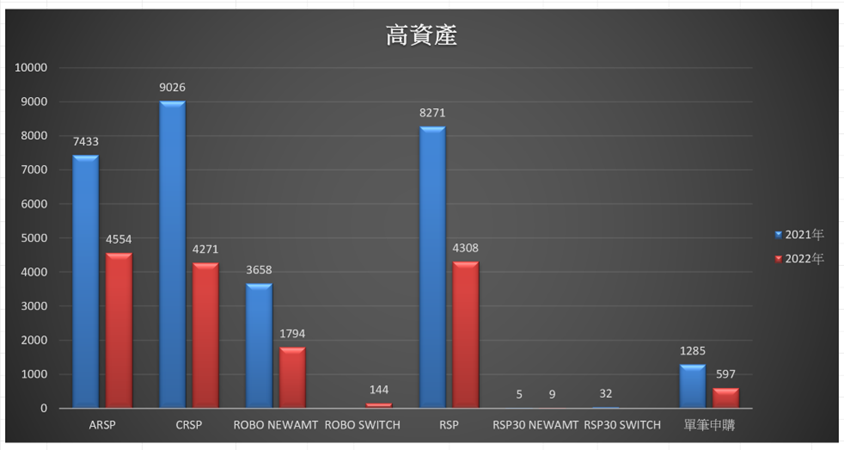 高資產
10000
9000
8000
7000
6000
5000
4000
3000
2000
1000
0
7433
4554
9026
4271
3658
1794
144
8271
4308
5
9
32
1285
597
ARSP
CRSP
ROBO NEWAMT
ROBO SWITCH
RSP
RSP30 NEWAMT
RSP30 SWITCH
單筆申購
2021年
2022年